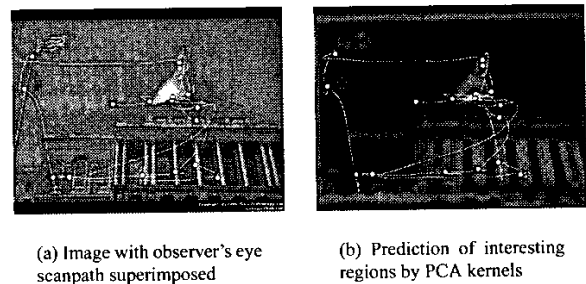 (a) Image with observer's eye
scanpath superimposed
(b) Prediction of interesting
regions by PCA kernels